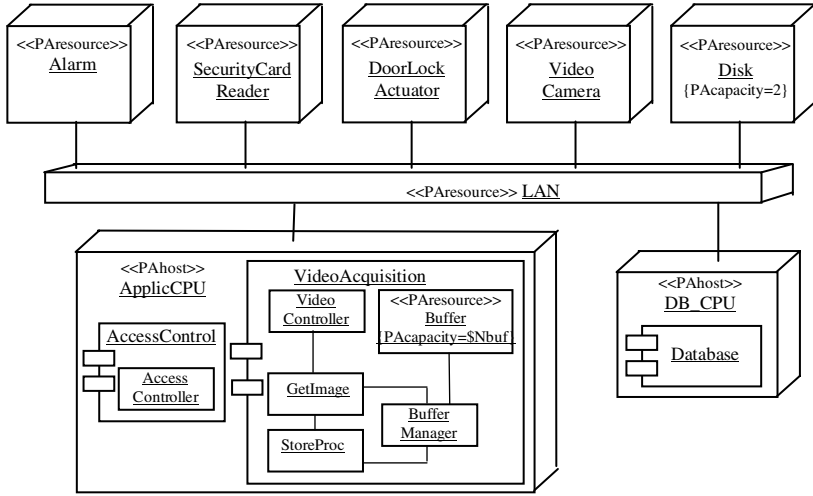 <<PAresource>>
Alarm
<<PAresource>>
SecurityCard
Reader
<<PAresource>>
DoorLock
Actuator
<<PAresource>>
Video
Camera
<<PAresource>>
Disk
{PAcapacity=2}
<<PAresource>> LAN
<<PAhost>>
ApplicCPU
AccessControl
Access
Controller
VideoAcquisition
Video
Controller
<<PAresource>>
Buffer
{PAcapacity=$Nbuf}
GetImage
Buffer
Manager
StoreProc
<<PAhost>>
DB_CPU
Database